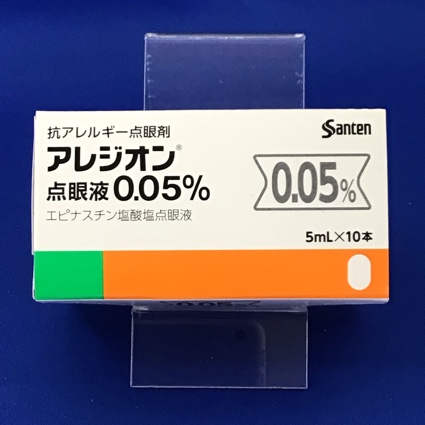 抗アレルギー点眼剤
Santen
アレジオン®
点眼液 0.05%
0.05%
エピナスチン塩酸塩点眼液
5mL×10本
0.05%